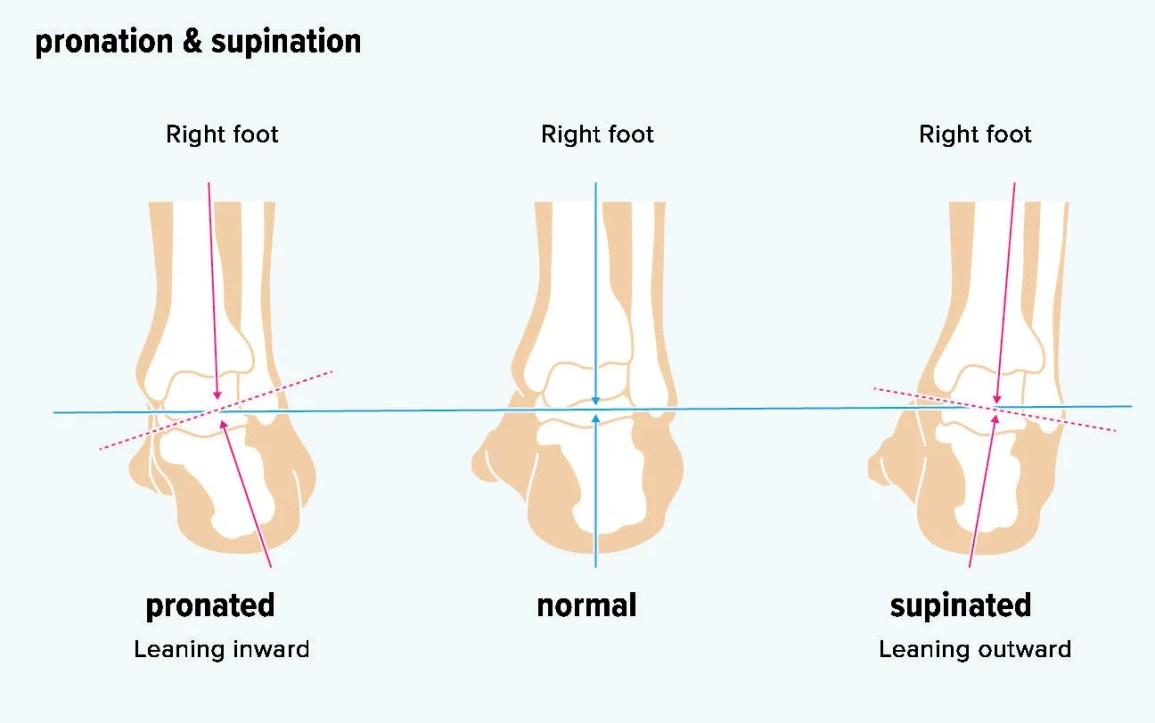 pronation & supination
Right foot
Right foot
Right foot
pronated
normal
supinated
Leaning inward
Leaning outward